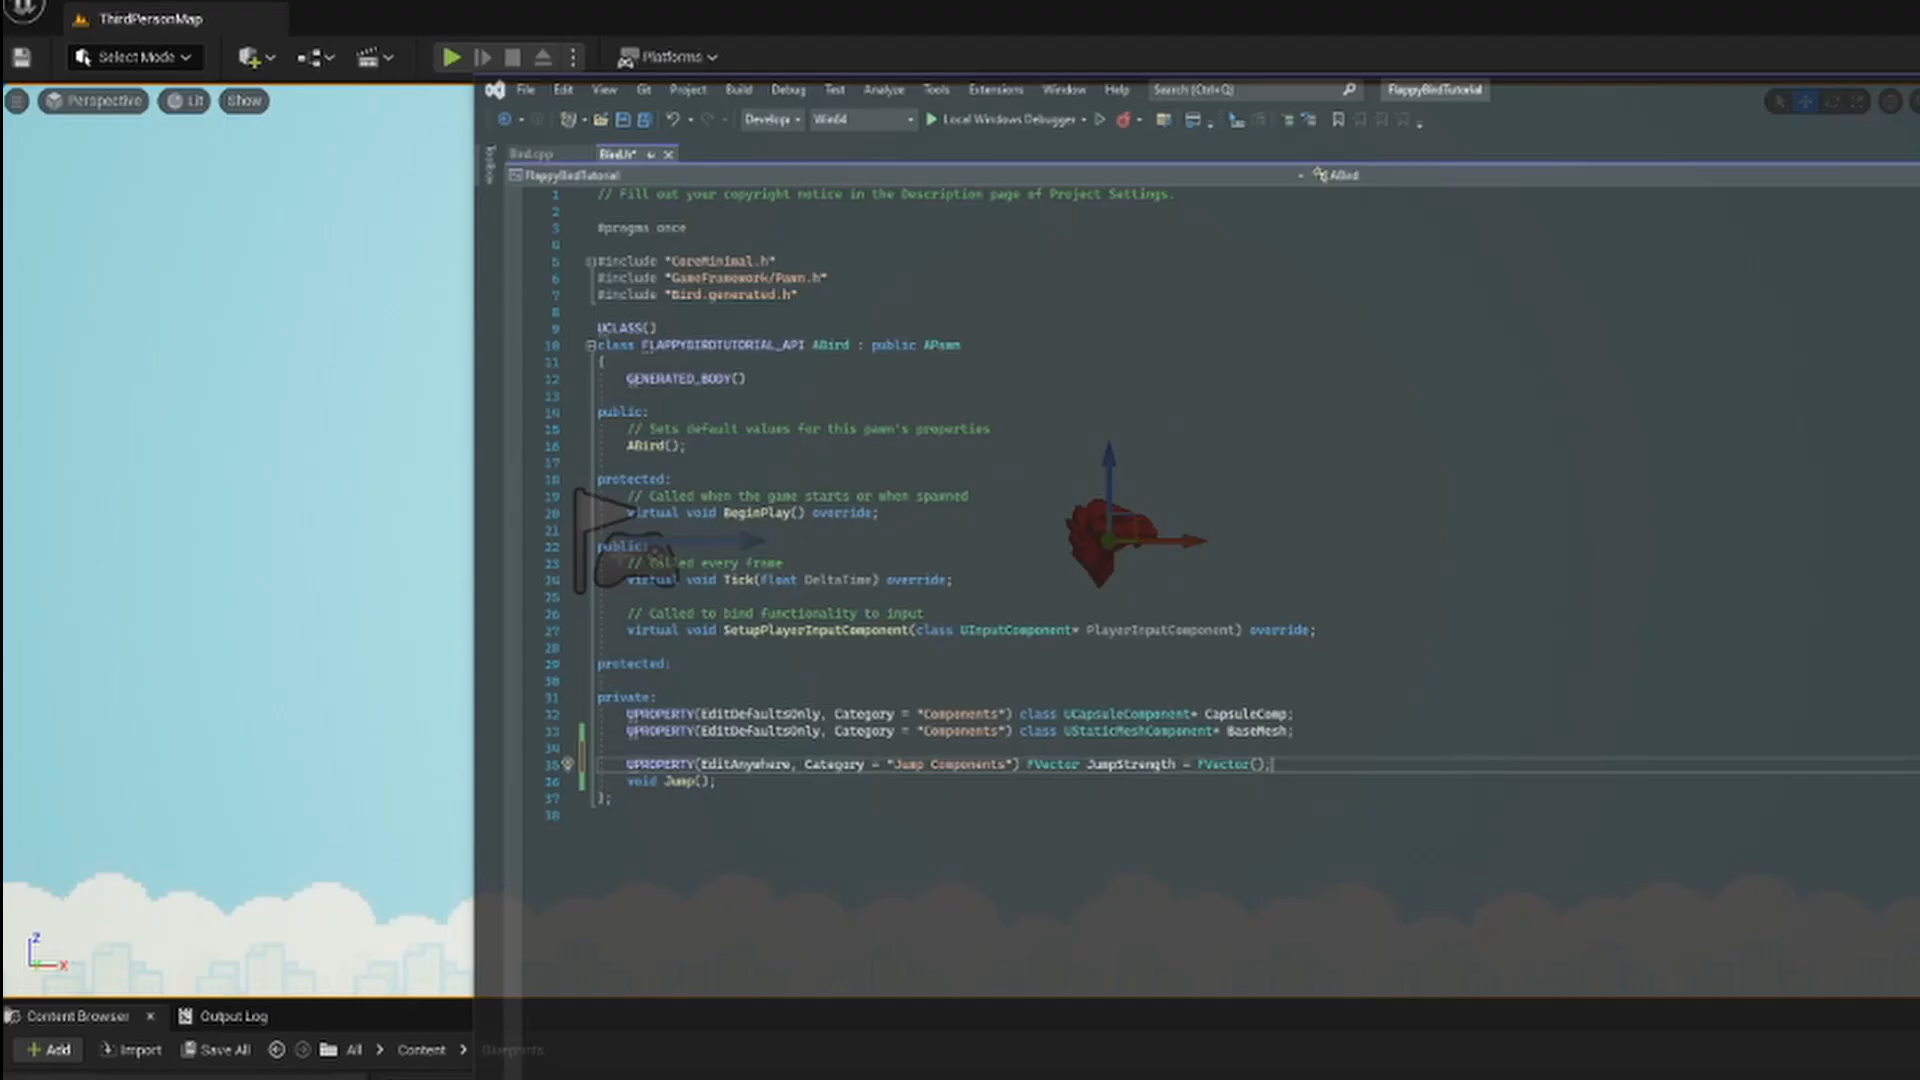 ThirdPersonMap
Select Mode
Platforms
Perspective
Lit
Show
File Edit View Git Project Build Debug Test Analyze Tools Extensions Window Help Search (Ctrl+Q) FlappyBirdTutorial
Develop Win64 Local Windows Debugger
Toolbox
Bird.cpp Bird.h*
FlappyBirdTutorial ABird
1 // Fill out your copyright notice in the Description page of Project Settings.
2
3 #pragma once
4
5 #include "CoreMinimal.h"
6 #include "GameFramework/Pawn.h"
7 #include "Bird.generated.h"
8
9 UCLASS()
10 class FLAPPYBIRDTUTORIAL_API ABird : public APawn
11 {
12 GENERATED_BODY()
13
14 public:
15 // Sets default values for this pawn's properties
16 ABird();
17
18 protected:
19 // Called when the game starts or when spawned
20 virtual void BeginPlay() override;
21
22 public:
23 // Called every frame
24 virtual void Tick(float DeltaTime) override;
25
26 // Called to bind functionality to input
27 virtual void SetupPlayerInputComponent(class UInputComponent* PlayerInputComponent) override;
28
29 protected:
30
31 private:
32 UPROPERTY(EditDefaultsOnly, Category = "Components") class UCapsuleComponent* CapsuleComp;
33 UPROPERTY(EditDefaultsOnly, Category = "Components") class UStaticMeshComponent* BaseMesh;
34
35 UPROPERTY(EditAnywhere, Category = "Jump Components") FVector JumpStrength = FVector();
36 void Jump();
37 };
38
Z
X
Content Browser Output Log
Add Import Save All All > Content > Blueprints